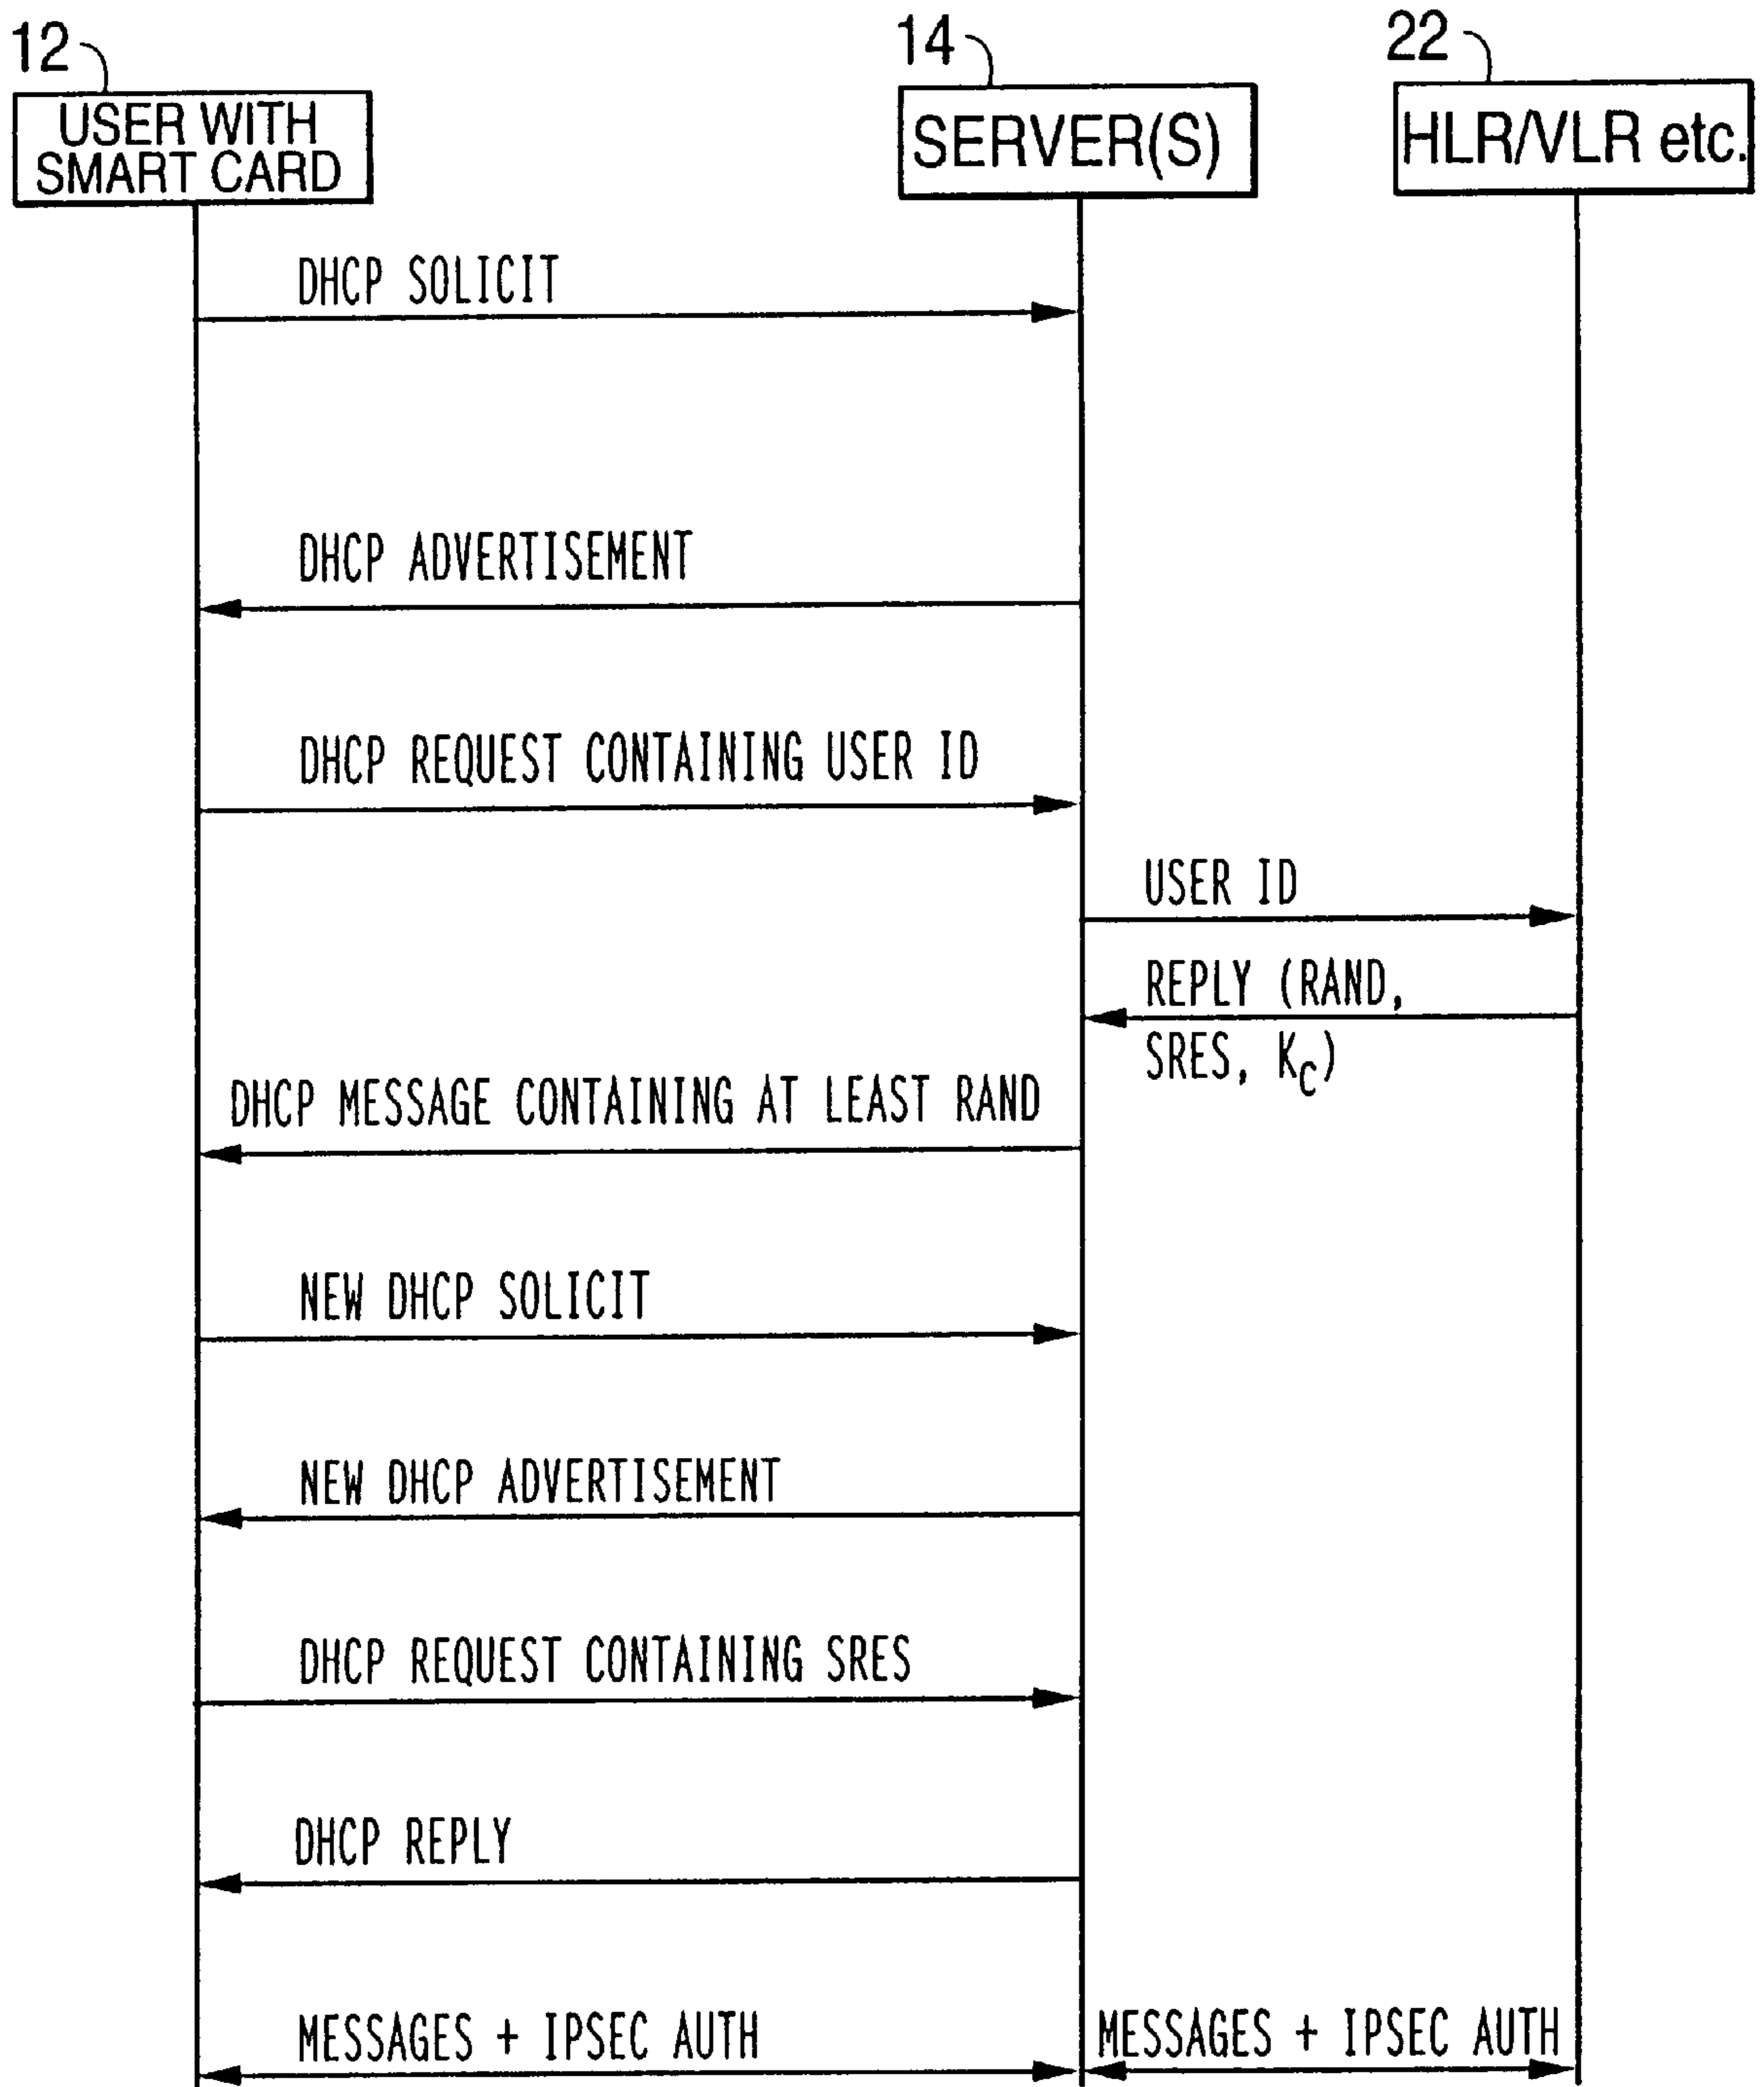 12
14
22
USER WITH
SMART CARD
SERVER(S)
HLR/VLR etc.
DHCP SOLICIT
DHCP ADVERTISEMENT
DHCP REQUEST CONTAINING USER ID
USER ID
REPLY (RAND,
SRES, KC)
DHCP MESSAGE CONTAINING AT LEAST RAND
NEW DHCP SOLICIT
NEW DHCP ADVERTISEMENT
DHCP REQUEST CONTAINING SRES
DHCP REPLY
MESSAGES + IPSEC AUTH
MESSAGES + IPSEC AUTH